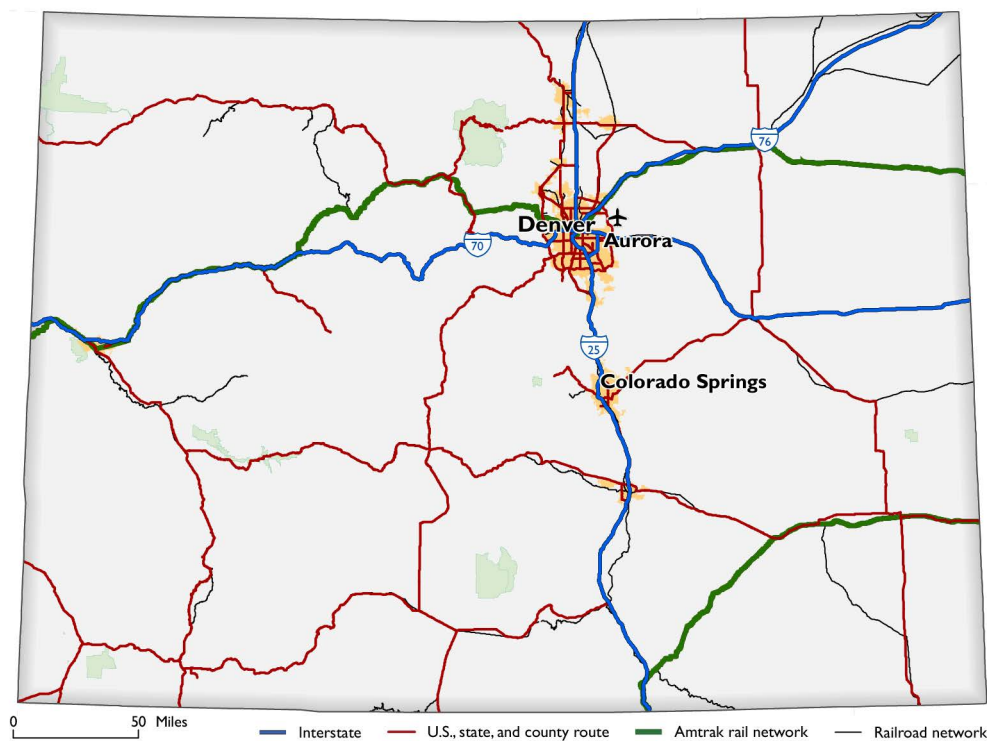 76
Denver
Aurora
70
25
Colorado Springs
0 50 Miles
Interstate
U.S., state, and county route
Amtrak rail network
Railroad network